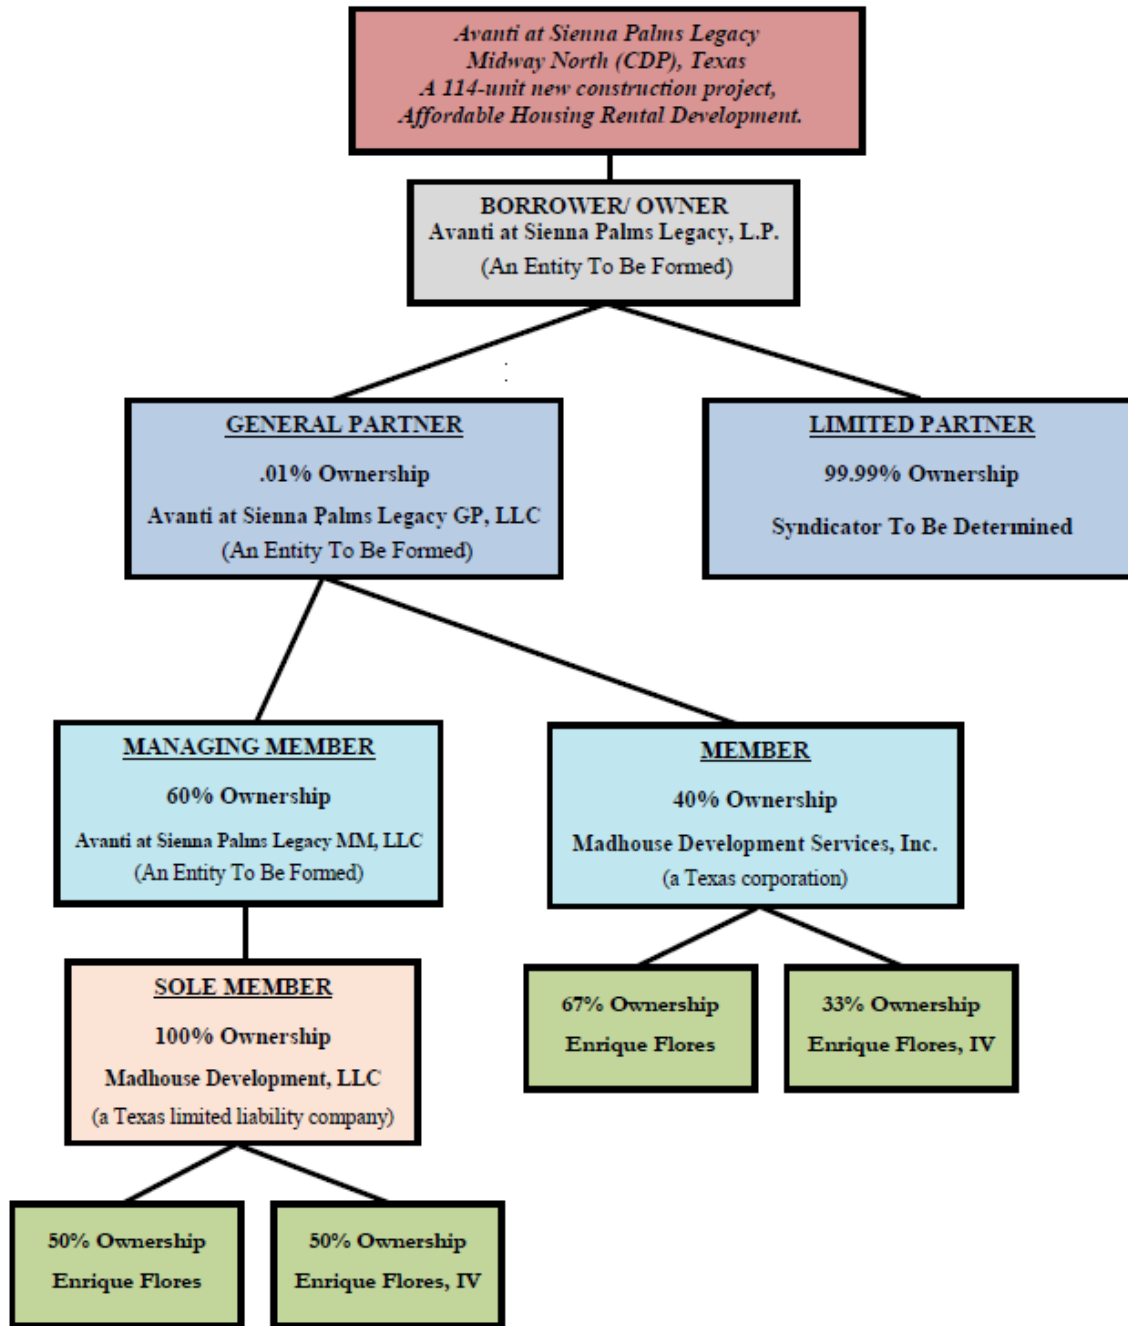 Avanti at Sienna Palms Legacy
Midway North (CDP), Texas
A 114-unit new construction project,
Affordable Housing Rental Development.
BORROWER/ OWNER
Avanti at Sienna Palms Legacy, L.P.
(An Entity To Be Formed)
GENERAL PARTNER
.01% Ownership
Avanti at Sienna Palms Legacy GP, LLC
(An Entity To Be Formed)
LIMITED PARTNER
99.99% Ownership
Syndicator To Be Determined
MANAGING MEMBER
60% Ownership
Avanti at Sienna Palms Legacy MM, LLC
(An Entity To Be Formed)
MEMBER
40% Ownership
Madhouse Development Services, Inc.
(a Texas corporation)
SOLE MEMBER
100% Ownership
Madhouse Development, LLC
(a Texas limited liability company)
67% Ownership
Enrique Flores
33% Ownership
Enrique Flores, IV
50% Ownership
Enrique Flores
50% Ownership
Enrique Flores, IV